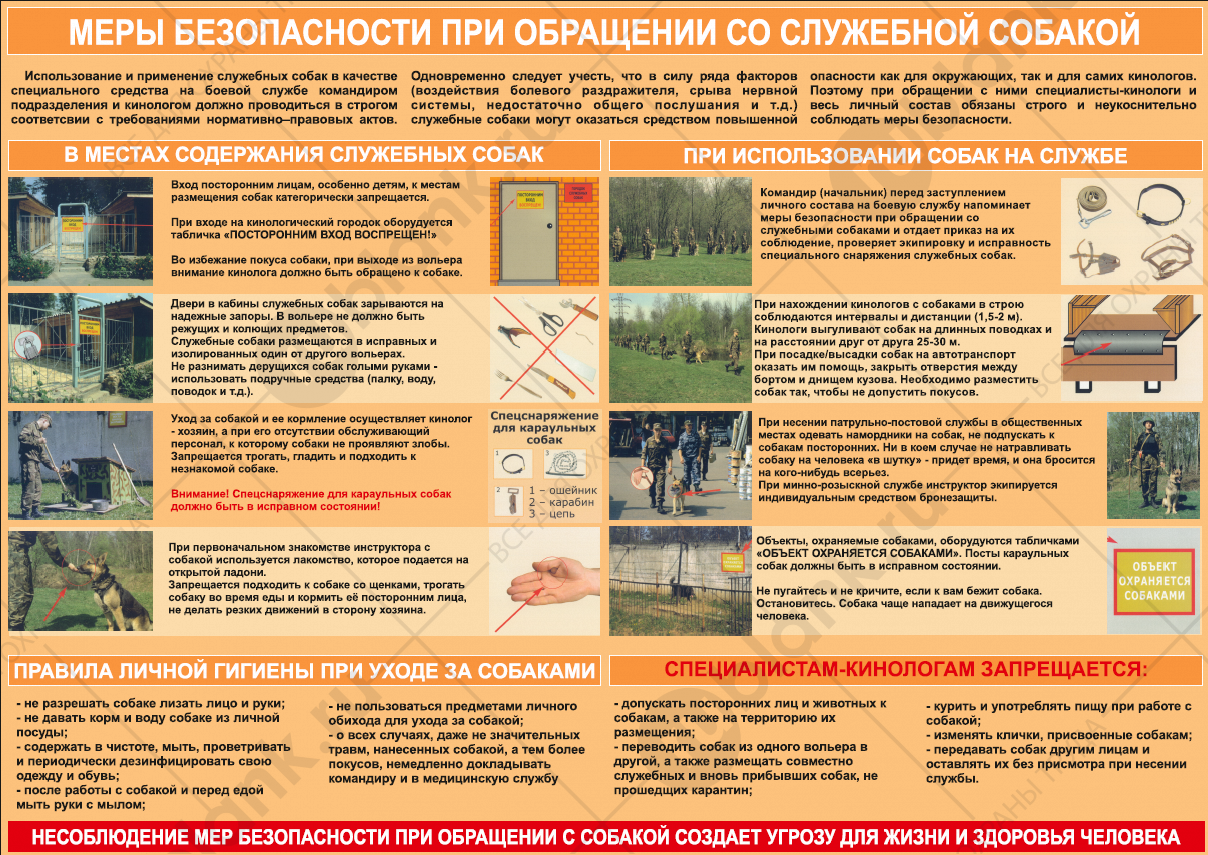 МЕРЫ БЕЗОПАСНОСТИ ПРИ ОБРАЩЕНИИ СО СЛУЖЕБНОЙ СОБАКОЙ
Использование и применение служебных собак в качестве
специального средства на боевой службе командиром
подразделения и кинологом должно проводиться в строгом
соответсвии с требованиями нормативно–правовых актов.
Одновременно следует учесть, что в силу ряда факторов
(воздействия болевого раздражителя, срыва нервной
системы, недостаточно общего послушания и т.д.)
служебные собаки могут оказаться средством повышенной
опасности как для окружающих, так и для самих кинологов.
Поэтому при обращении с ними специалисты-кинологи и
весь личный состав обязаны строго и неукоснительно
соблюдать меры безопасности.
В МЕСТАХ СОДЕРЖАНИЯ СЛУЖЕБНЫХ СОБАК
Вход посторонним лицам, особенно детям, к местам
размещения собак категорически запрещается.
При входе на кинологический городок оборудуется
табличка «ПОСТОРОННИМ ВХОД ВОСПРЕЩЕН!»
Во избежание покуса собаки, при выходе из вольера
внимание кинолога должно быть обращено к собаке.
Двери в кабины служебных собак зарываются на
надежные запоры. В вольере не должно быть
режущих и колющих предметов.
Служебные собаки размещаются в исправных и
изолированных один от другого вольерах.
Не разнимать дерущихся собак голыми руками -
использовать подручные средства (палку, воду,
поводок и т.д.).
Уход за собакой и ее кормление осуществляет кинолог
- хозяин, а при его отсутствии обслуживающий
персонал, к которому собаки не проявляют злобы.
Запрещается трогать, гладить и подходить к
незнакомой собаке.
Внимание! Спецснаряжение для караульных собак
должно быть в исправном состоянии!
Спецснаряжение
для караульных
собак
1
3
2
1 – ошейник
2 – карабин
3 – цепь
При первоначальном знакомстве инструктора с
собакой используется лакомство, которое подается на
открытой ладони.
Запрещается подходить к собаке со щенками, трогать
собаку во время еды и кормить её посторонним лица,
не делать резких движений в сторону хозяина.
ПРИ ИСПОЛЬЗОВАНИИ СОБАК НА СЛУЖБЕ
Командир (начальник) перед заступлением
личного состава на боевую службу напоминает
меры безопасности при обращении со
служебными собаками и отдает приказ на их
соблюдение, проверяет экипировку и исправность
специального снаряжения служебных собак.
При нахождении кинологов с собаками в строю
соблюдаются интервалы и дистанции (1,5-2 м).
Кинологи выгуливают собак на длинных поводках и
на расстоянии друг от друга 25-30 м.
При посадке/высадки собак на автотранспорт
оказать им помощь, закрыть отверстия между
бортом и днищем кузова. Необходимо разместить
собак так, чтобы не допустить покусов.
При несении патрульно-постовой службы в общественных
местах одевать намордники на собак, не подпускать к
собакам посторонних. Ни в коем случае не натравливать
собаку на человека «в шутку» - придет время, и она бросится
на кого-нибудь всерьез.
При минно-розыскной службе инструктор экипируется
индивидуальным средством бронезащиты.
Объекты, охраняемые собаками, оборудуются табличками
«ОБЪЕКТ ОХРАНЯЕТСЯ СОБАКАМИ». Посты караульных
собак должны быть в исправном состоянии.
Не пугайтесь и не кричите, если к вам бежит собака.
Остановитесь. Собака чаще нападает на движущегося
человека.
ОБЪЕКТ
ОХРАНЯЕТСЯ
СОБАКАМИ
ПРАВИЛА ЛИЧНОЙ ГИГИЕНЫ ПРИ УХОДЕ ЗА СОБАКАМИ
- не разрешать собаке лизать лицо и руки;
- не давать корм и воду собаке из личной
посуды;
- содержать в чистоте, мыть, проветривать
и периодически дезинфицировать свою
одежду и обувь;
- после работы с собакой и перед едой
мыть руки с мылом;
- не пользоваться предметами личного
обихода для ухода за собакой;
- о всех случаях, даже не значительных
травм, нанесенных собакой, а тем более
покусов, немедленно докладывать
командиру и в медицинскую службу
СПЕЦИАЛИСТАМ-КИНОЛОГАМ ЗАПРЕЩАЕТСЯ:
- допускать посторонних лиц и животных к
собакам, а также на территорию их
размещения;
- переводить собак из одного вольера в
другой, а также размещать совместно
служебных и вновь прибывших собак, не
прошедших карантин;
- курить и употреблять пищу при работе с
собакой;
- изменять клички, присвоенные собакам;
- передавать собак другим лицам и
оставлять их без присмотра при несении
службы.
НЕСОБЛЮДЕНИЕ МЕР БЕЗОПАСНОСТИ ПРИ ОБРАЩЕНИИ С СОБАКОЙ СОЗДАЕТ УГРОЗУ ДЛЯ ЖИЗНИ И ЗДОРОВЬЯ ЧЕЛОВЕКА